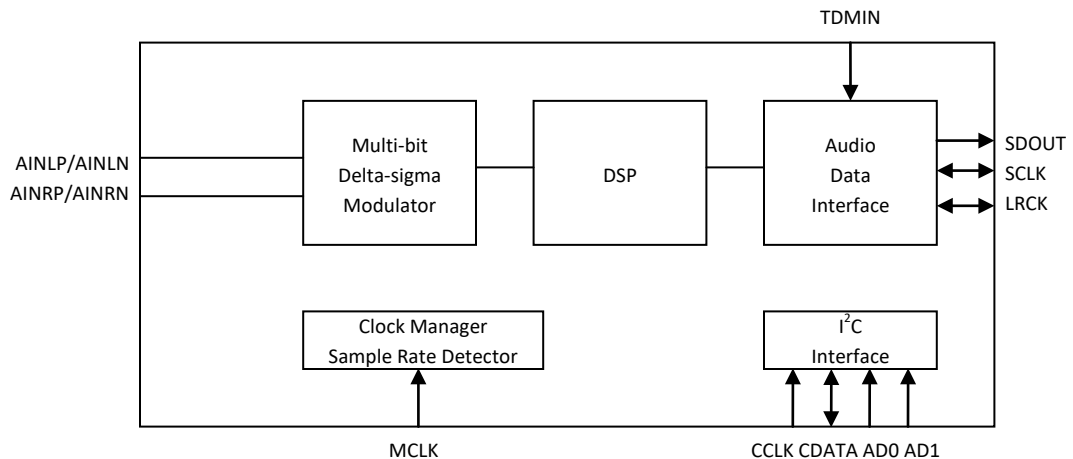 TDMIN
AINLP/AINLN
AINRP/AINRN
Multi-bit
Delta-sigma
Modulator
DSP
Audio
Data
Interface
SDOUT
SCLK
LRCK
Clock Manager
Sample Rate Detector
I²C
Interface
MCLK
CCLK CDATA AD0 AD1